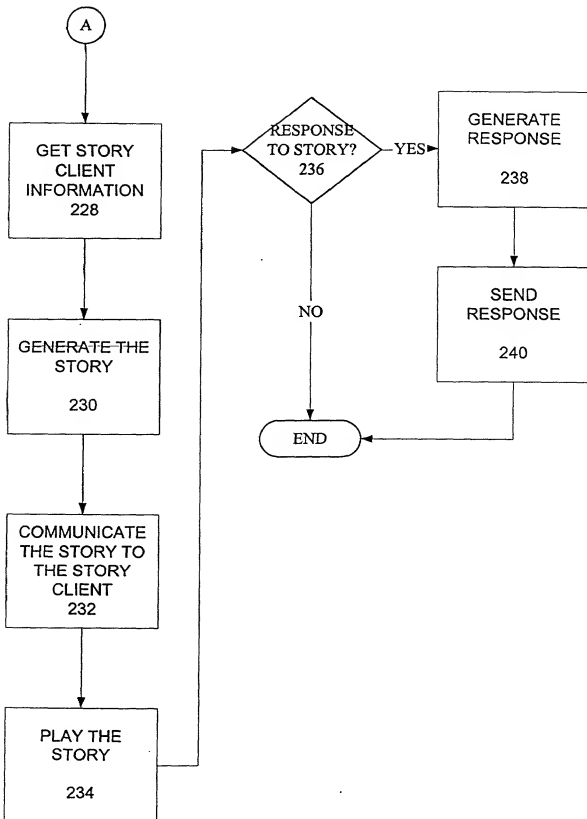 A
GET STORY
CLIENT
INFORMATION
228
GENERATE THE
STORY
230
COMMUNICATE
THE STORY TO
THE STORY
CLIENT
232
PLAY THE
STORY
234
RESPONSE
TO STORY?
236
YES
NO
GENERATE
RESPONSE
238
SEND
RESPONSE
240
END